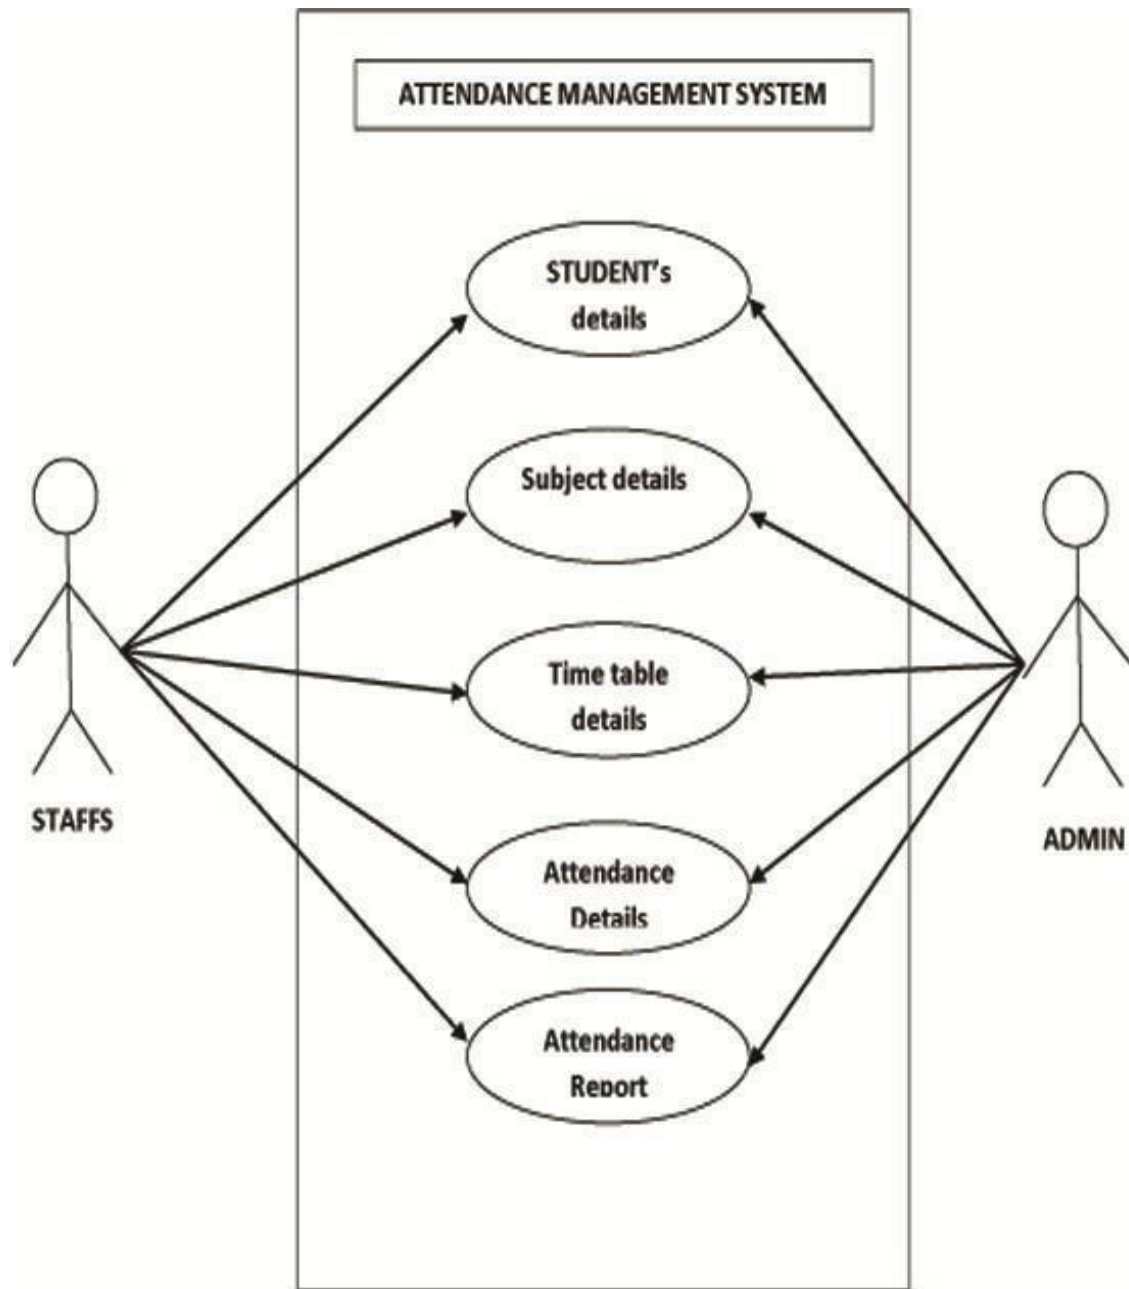 ATTENDANCE MANAGEMENT SYSTEM
STUDENT's
details
Subject details
Time table
details
STAFFS
ADMIN
Attendance
Details
Attendance
Report